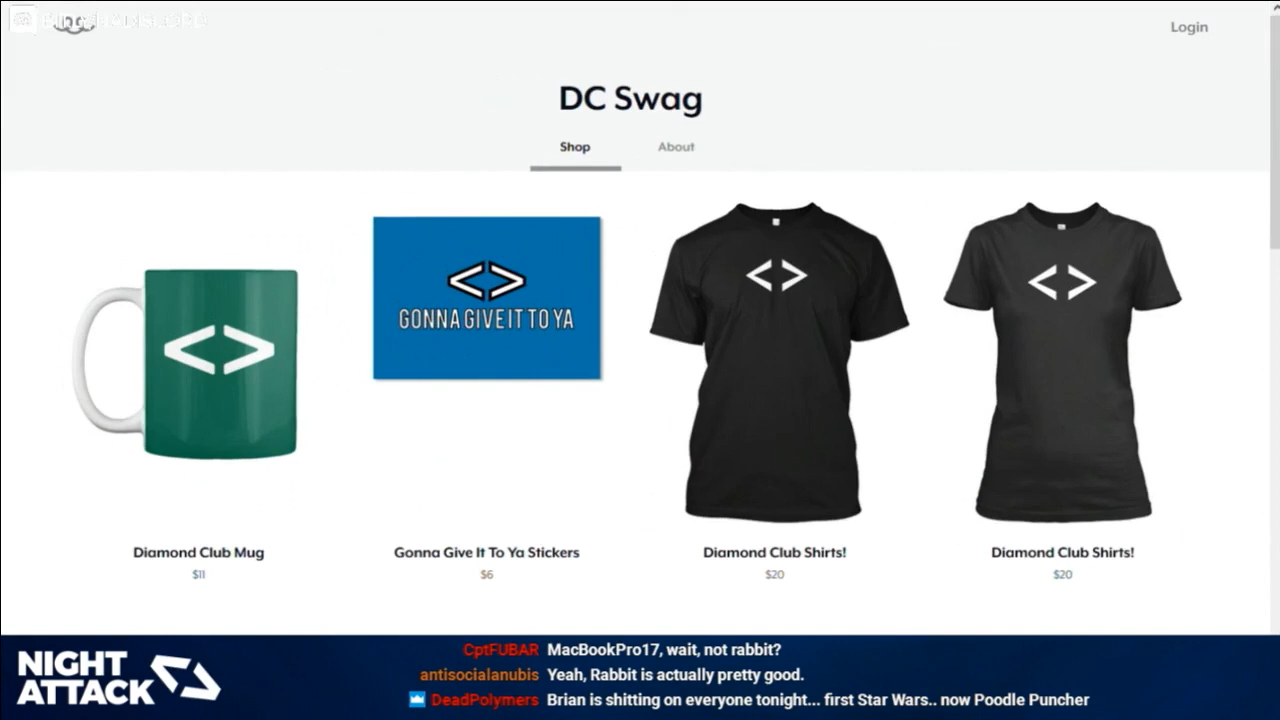 Login
DC Swag
Shop About
<>
<> GONNA GIVE IT TO YA
<>
<>
Diamond Club Mug
$11
Gonna Give It To Ya Stickers
$6
Diamond Club Shirts!
$20
Diamond Club Shirts!
$20
NIGHT
ATTACK
CptFUBAR MacBookPro17, wait, not rabbit?
antisocialanubis Yeah, Rabbit is actually pretty good.
DeadPolymers Brian is shitting on everyone tonight... first Star Wars.. now Poodle Puncher